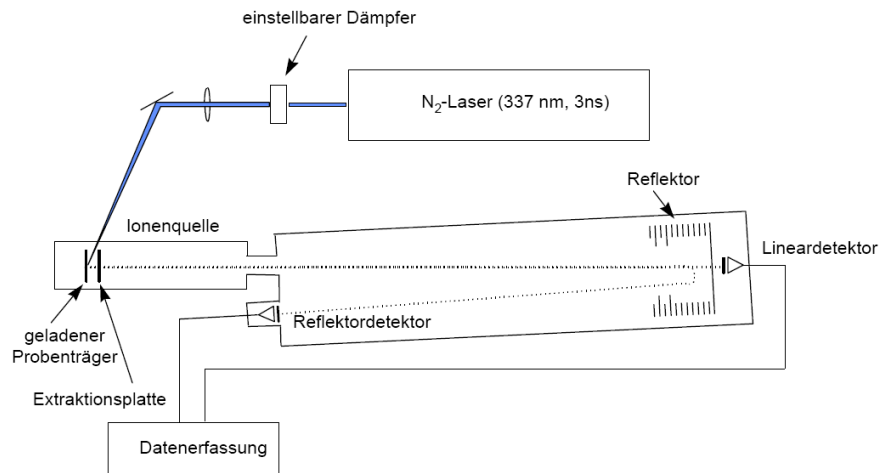 einstellbarer Dämpfer
N₂-Laser (337 nm, 3ns)
Reflektor
Ionenquelle
Lineardetektor
Reflektordetektor
geladener
Probenträger
Extraktionsplatte
Datenerfassung